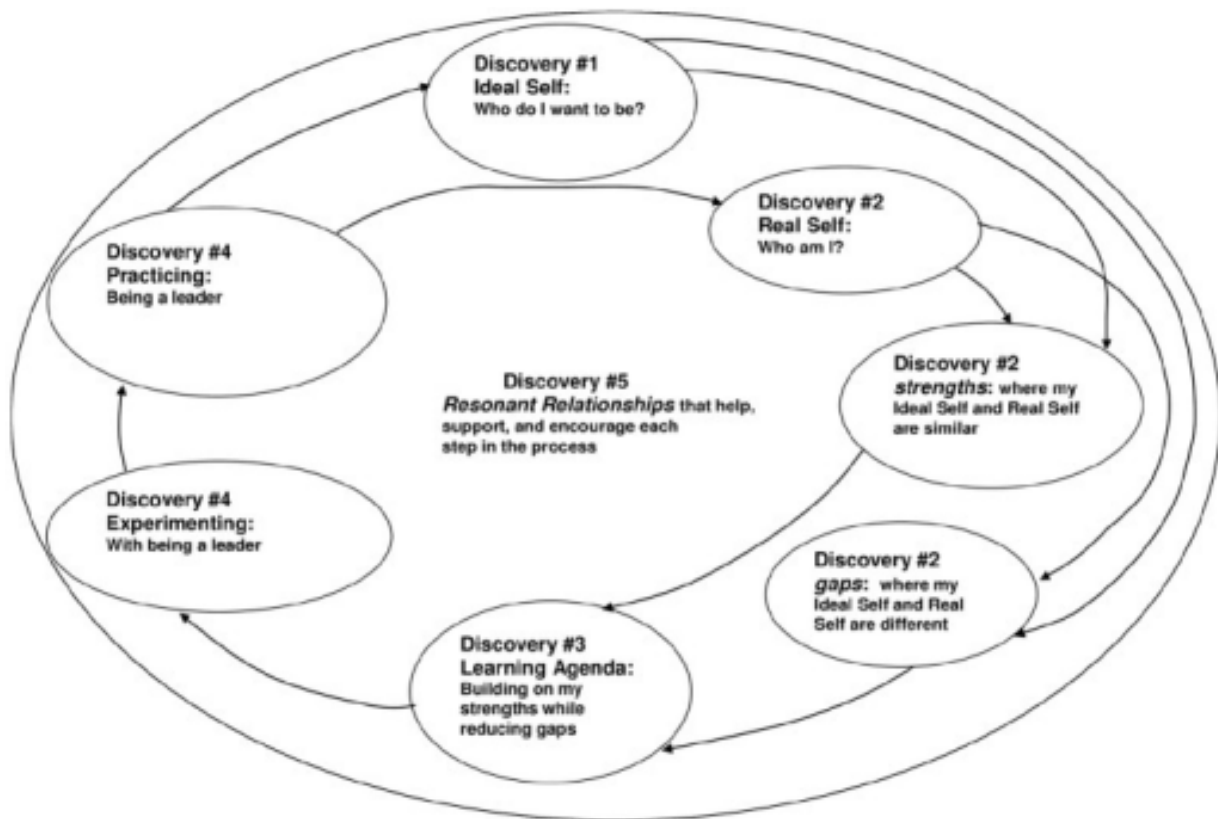 Discovery #1
Ideal Self:
Who do I want to be?
Discovery #2
Real Self:
Who am I?
Discovery #4
Practicing:
Being a leader
Discovery #2
strengths: where my
Ideal Self and Real Self
are similar
Discovery #5
Resonant Relationships that help,
support, and encourage each
step in the process
Discovery #4
Experimenting:
With being a leader
Discovery #2
gaps: where my
Ideal Self and Real
Self are different
Discovery #3
Learning Agenda:
Building on my
strengths while
reducing gaps